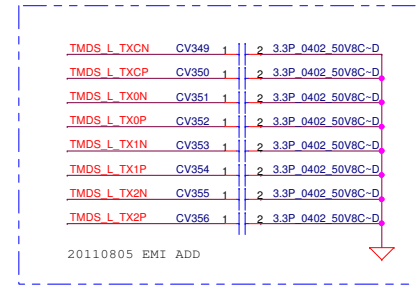 TMDS_L_TXCN CV349 1 2 3.3P_0402_50V8C~D
TMDS_L_TXCP CV350 1 2 3.3P_0402_50V8C~D
TMDS_L_TX0N CV351 1 2 3.3P_0402_50V8C~D
TMDS_L_TX0P CV352 1 2 3.3P_0402_50V8C~D
TMDS_L_TX1N CV353 1 2 3.3P_0402_50V8C~D
TMDS_L_TX1P CV354 1 2 3.3P_0402_50V8C~D
TMDS_L_TX2N CV355 1 2 3.3P_0402_50V8C~D
TMDS_L_TX2P CV356 1 2 3.3P_0402_50V8C~D
20110805 EMI ADD